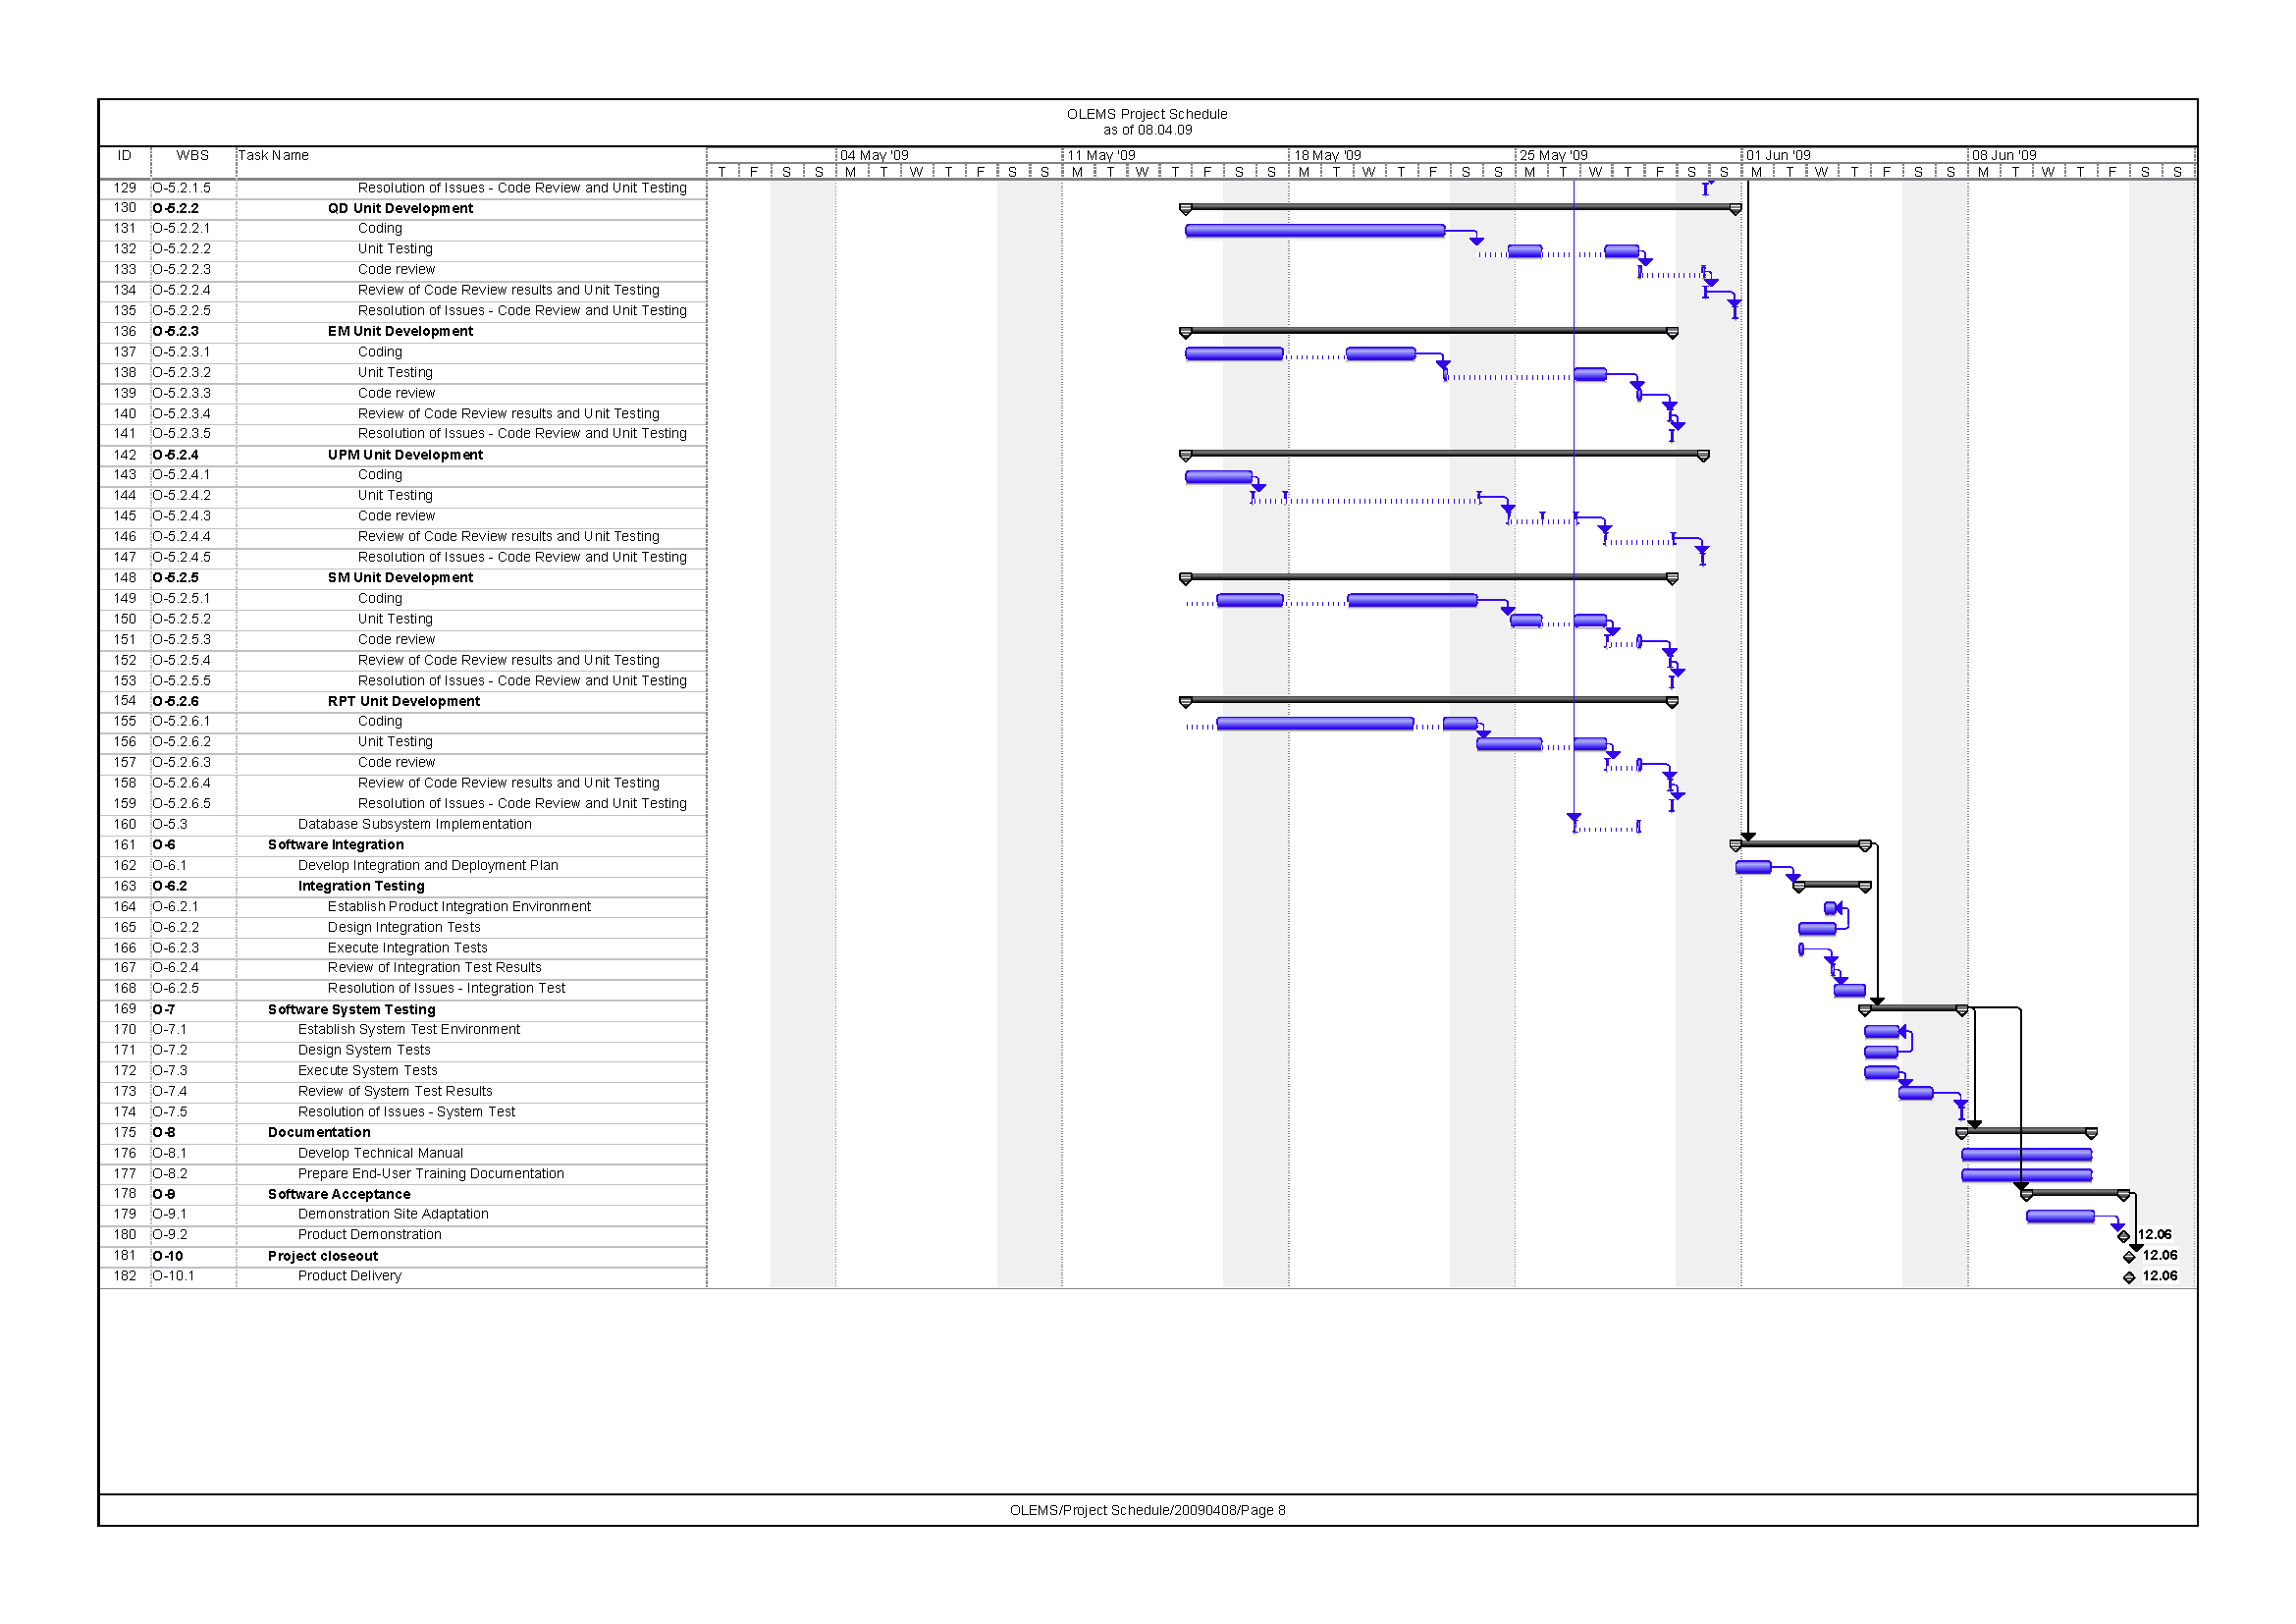 OLEMS Project Schedule
as of 08.04.09
ID WBS Task Name 04 May '09 11 May '09 18 May '09 25 May '09 01 Jun '09 08 Jun '09
T F S S M T W T F S S M T W T F S S M T W T F S S M T W T F S S M T W T F S S M T W T F S S
129 O-5.2.1.5 Resolution of Issues - Code Review and Unit Testing
130 O-5.2.2 QD Unit Development
131 O-5.2.2.1 Coding
132 O-5.2.2.2 Unit Testing
133 O-5.2.2.3 Code review
134 O-5.2.2.4 Review of Code Review results and Unit Testing
135 O-5.2.2.5 Resolution of Issues - Code Review and Unit Testing
136 O-5.2.3 EM Unit Development
137 O-5.2.3.1 Coding
138 O-5.2.3.2 Unit Testing
139 O-5.2.3.3 Code review
140 O-5.2.3.4 Review of Code Review results and Unit Testing
141 O-5.2.3.5 Resolution of Issues - Code Review and Unit Testing
142 O-5.2.4 UPM Unit Development
143 O-5.2.4.1 Coding
144 O-5.2.4.2 Unit Testing
145 O-5.2.4.3 Code review
146 O-5.2.4.4 Review of Code Review results and Unit Testing
147 O-5.2.4.5 Resolution of Issues - Code Review and Unit Testing
148 O-5.2.5 SM Unit Development
149 O-5.2.5.1 Coding
150 O-5.2.5.2 Unit Testing
151 O-5.2.5.3 Code review
152 O-5.2.5.4 Review of Code Review results and Unit Testing
153 O-5.2.5.5 Resolution of Issues - Code Review and Unit Testing
154 O-5.2.6 RPT Unit Development
155 O-5.2.6.1 Coding
156 O-5.2.6.2 Unit Testing
157 O-5.2.6.3 Code review
158 O-5.2.6.4 Review of Code Review results and Unit Testing
159 O-5.2.6.5 Resolution of Issues - Code Review and Unit Testing
160 O-5.3 Database Subsystem Implementation
161 O-6 Software Integration
162 O-6.1 Develop Integration and Deployment Plan
163 O-6.2 Integration Testing
164 O-6.2.1 Establish Product Integration Environment
165 O-6.2.2 Design Integration Tests
166 O-6.2.3 Execute Integration Tests
167 O-6.2.4 Review of Integration Test Results
168 O-6.2.5 Resolution of Issues - Integration Test
169 O-7 Software System Testing
170 O-7.1 Establish System Test Environment
171 O-7.2 Design System Tests
172 O-7.3 Execute System Tests
173 O-7.4 Review of System Test Results
174 O-7.5 Resolution of Issues - System Test
175 O-8 Documentation
176 O-8.1 Develop Technical Manual
177 O-8.2 Prepare End-User Training Documentation
178 O-9 Software Acceptance
179 O-9.1 Demonstration Site Adaptation
180 O-9.2 Product Demonstration 12.06
181 O-10 Project closeout 12.06
182 O-10.1 Product Delivery 12.06
OLEMS/Project Schedule/20090408/Page 8